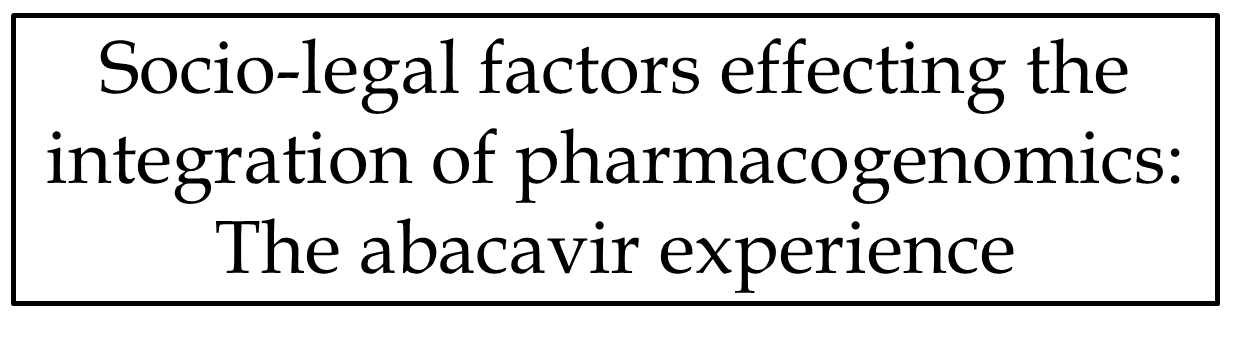 Socio-legal factors effecting the
integration of pharmacogenomics:
The abacavir experience